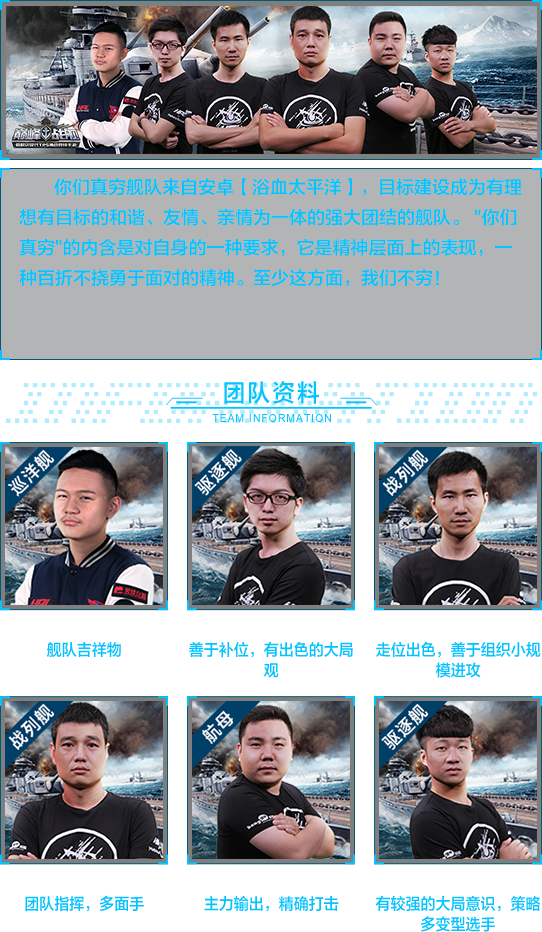 巅峰战舰
你们真穷舰队来自安卓【浴血太平洋】，目标建设成为有理
想有目标的和谐、友情、亲情为一体的强大团结的舰队。 "你们
真穷"的内含是对自身的一种要求，它是精神层面上的表现，一
种百折不挠勇于面对的精神。至少这方面，我们不穷！
团队资料
TEAM INFORMATION
巡洋舰
驱逐舰
战列舰
舰队吉祥物
善于补位，有出色的大局
观
走位出色，善于组织小规
模进攻
战列舰
航母
驱逐舰
团队指挥，多面手
主力输出，精确打击
有较强的大局意识，策略
多变型选手